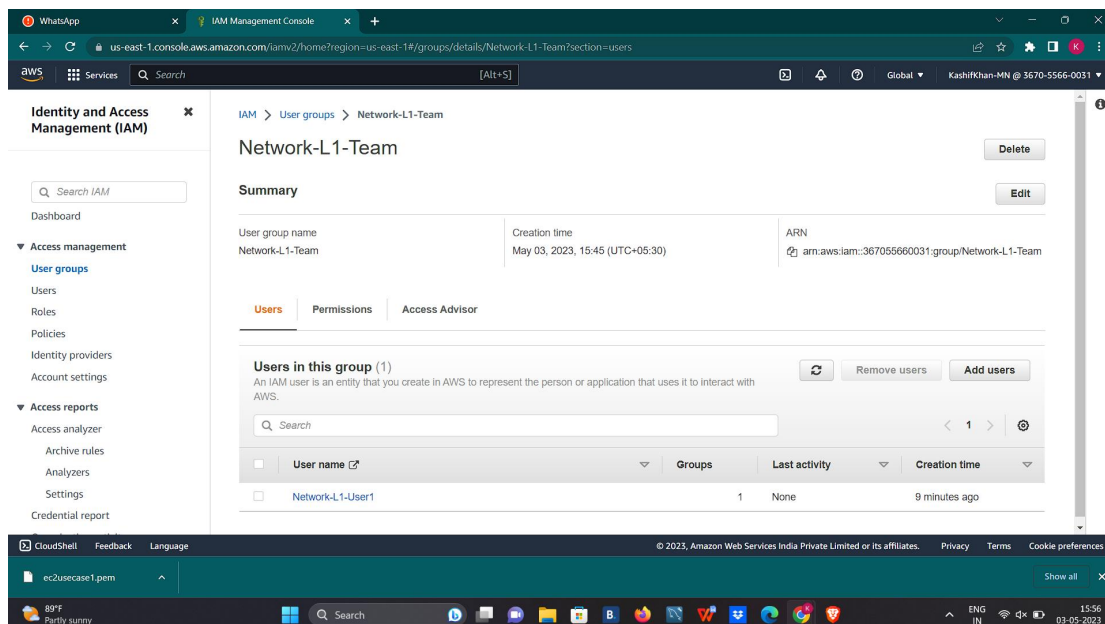 WhatsApp
IAM Management Console
us-east-1.console.aws.amazon.com/iamv2/home?region=us-east-1#/groups/details/Network-L1-Team?section=users
K
aws
Services
Search
[Alt+S]
Global
KashifKhan-MN @ 3670-5566-0031
Identity and Access
Management (IAM)
Search IAM
Dashboard
Access management
User groups
Users
Roles
Policies
Identity providers
Account settings
Access reports
Access analyzer
Archive rules
Analyzers
Settings
Credential report
IAM > User groups > Network-L1-Team
Network-L1-Team
Delete
Summary
Edit
User group name
Network-L1-Team
Creation time
May 03, 2023, 15:45 (UTC+05:30)
ARN
arn:aws:iam::367055660031:group/Network-L1-Team
Users
Permissions
Access Advisor
Users in this group (1)
An IAM user is an entity that you create in AWS to represent the person or application that uses it to interact with
AWS.
Remove users
Add users
Search
1
User name
Groups
Last activity
Creation time
Network-L1-User1
1
None
9 minutes ago
CloudShell
Feedback
Language
© 2023, Amazon Web Services India Private Limited or its affiliates.
Privacy
Terms
Cookie preferences
ec2usecase1.pem
Show all
89°F
Partly sunny
Search
ENG
IN
15:56
03-05-2023